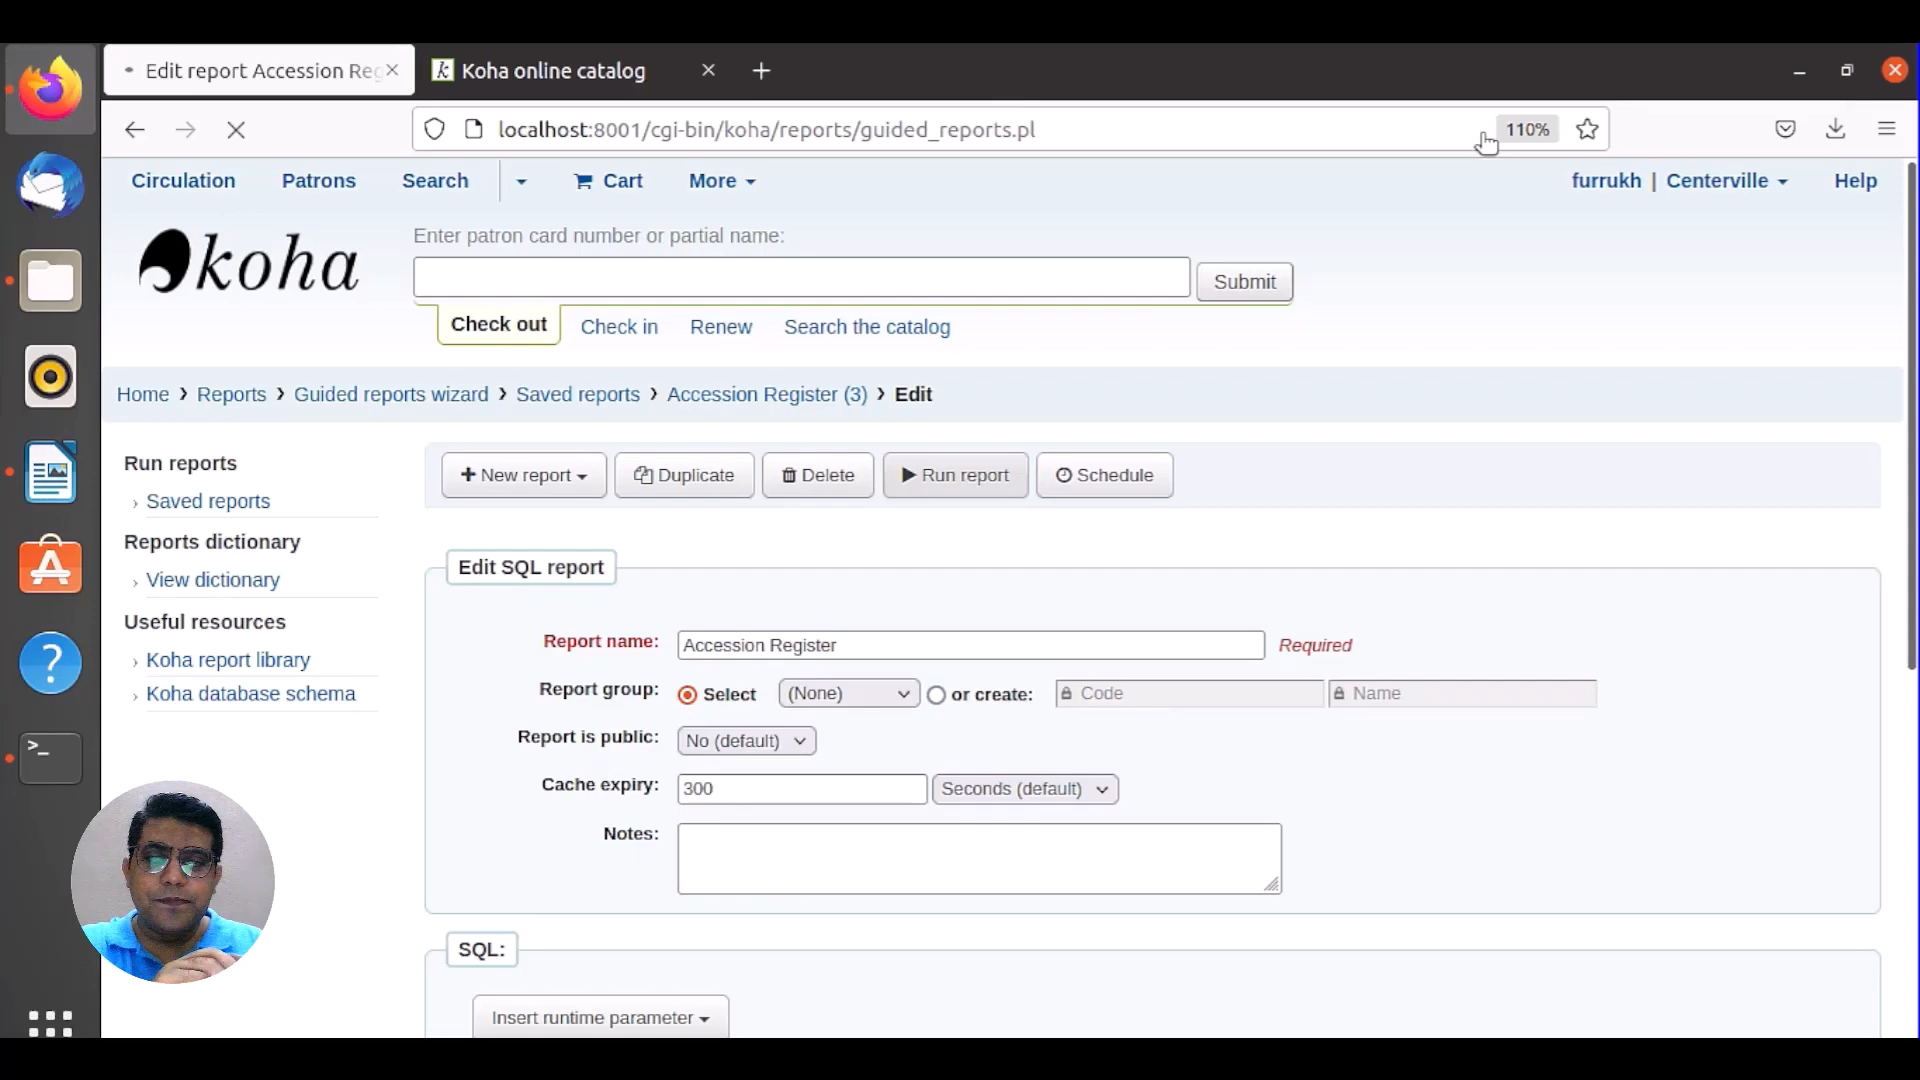 Edit report Accession Reg
Koha online catalog
localhost:8001/cgi-bin/koha/reports/guided_reports.pl
110%
Circulation
Patrons
Search
Cart
More
furrukh | Centerville
Help
koha
Enter patron card number or partial name:
Submit
Check out
Check in
Renew
Search the catalog
Home › Reports › Guided reports wizard › Saved reports › Accession Register (3) › Edit
Run reports
› Saved reports
Reports dictionary
› View dictionary
Useful resources
› Koha report library
› Koha database schema
+ New report
Duplicate
Delete
Run report
Schedule
Edit SQL report
Report name: Accession Register Required
Report group: Select (None) or create: Code Name
Report is public: No (default)
Cache expiry: 300 Seconds (default)
Notes:
SQL:
Insert runtime parameter